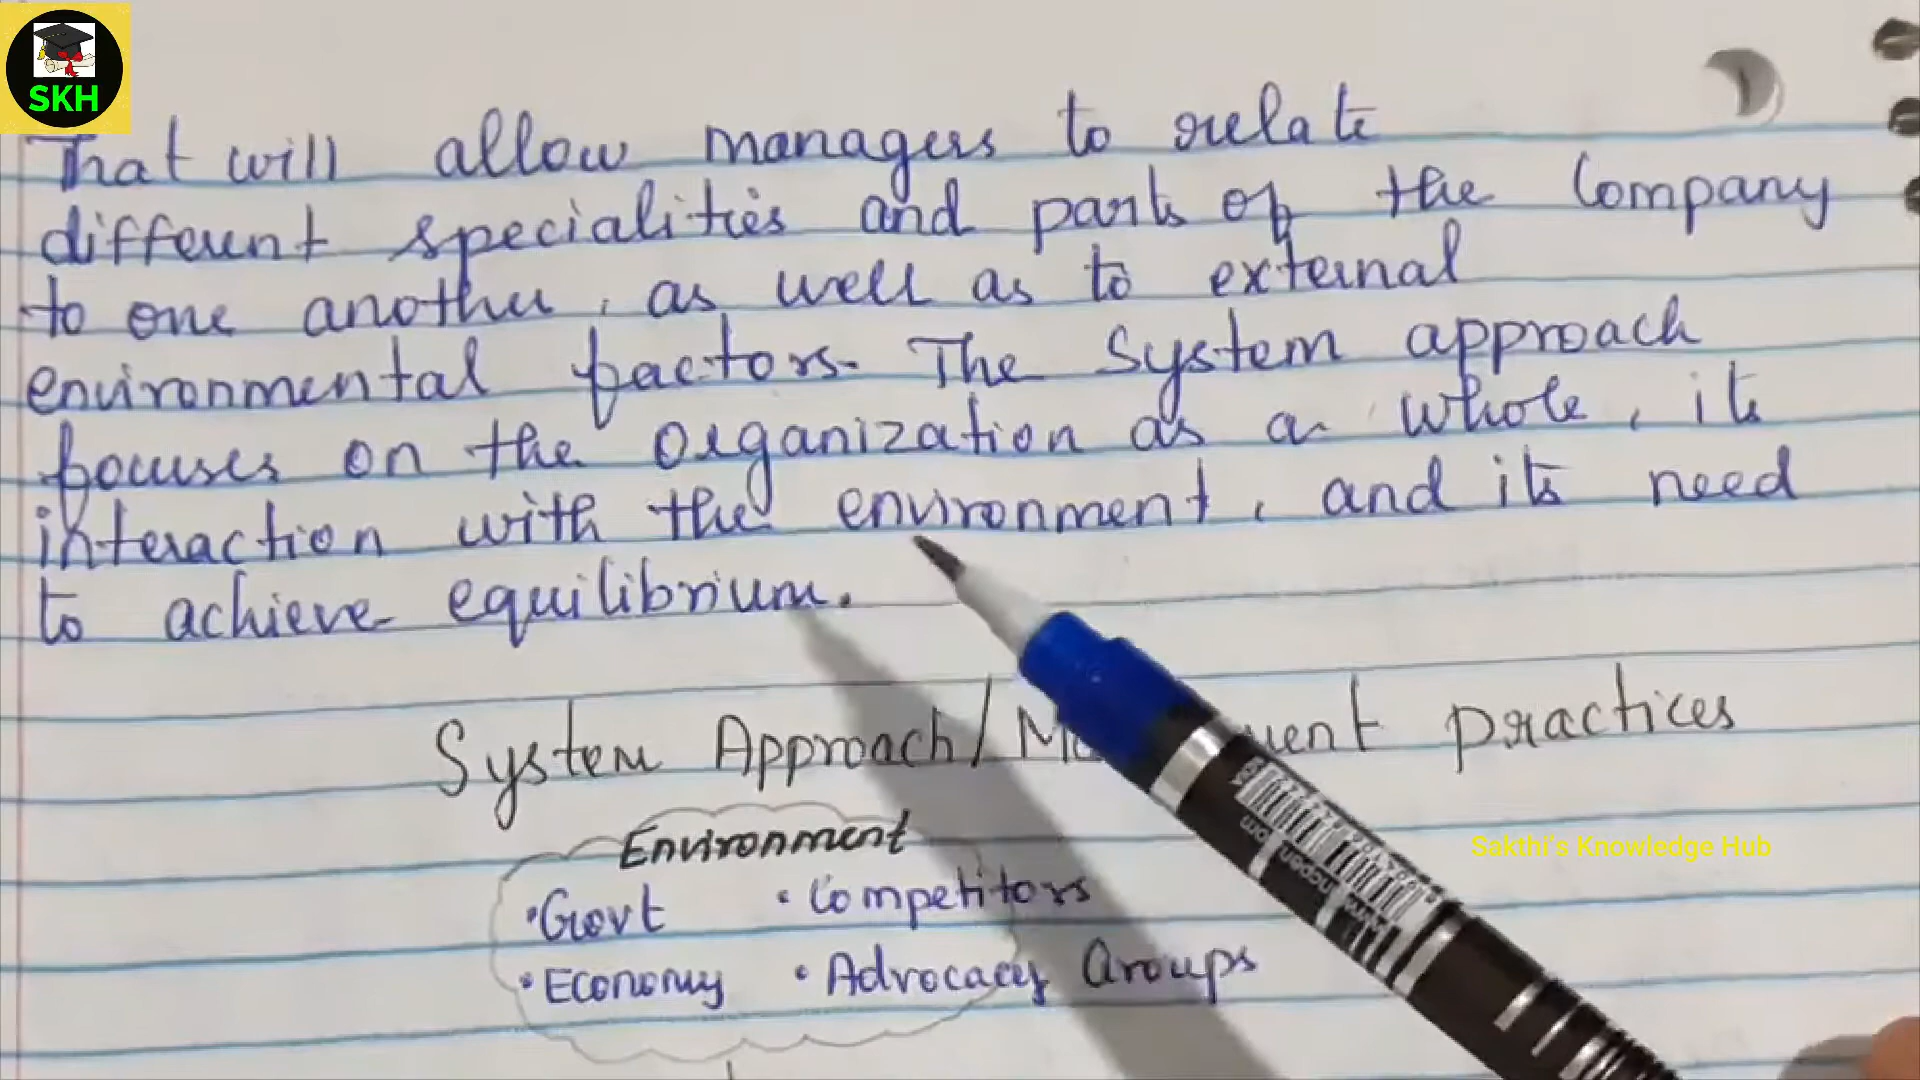 SKH
That will allow managers to relate
different specialities and parts of the Company
to one another, as well as to external
environmental factors. The System approach
focuses on the organization as a whole, its
interaction with the environment, and its need
to achieve equilibrium.
System Approach/ Practices
Environment
• Govt • Competitors
• Economy • Advocacy Groups
Sakthi's Knowledge Hub